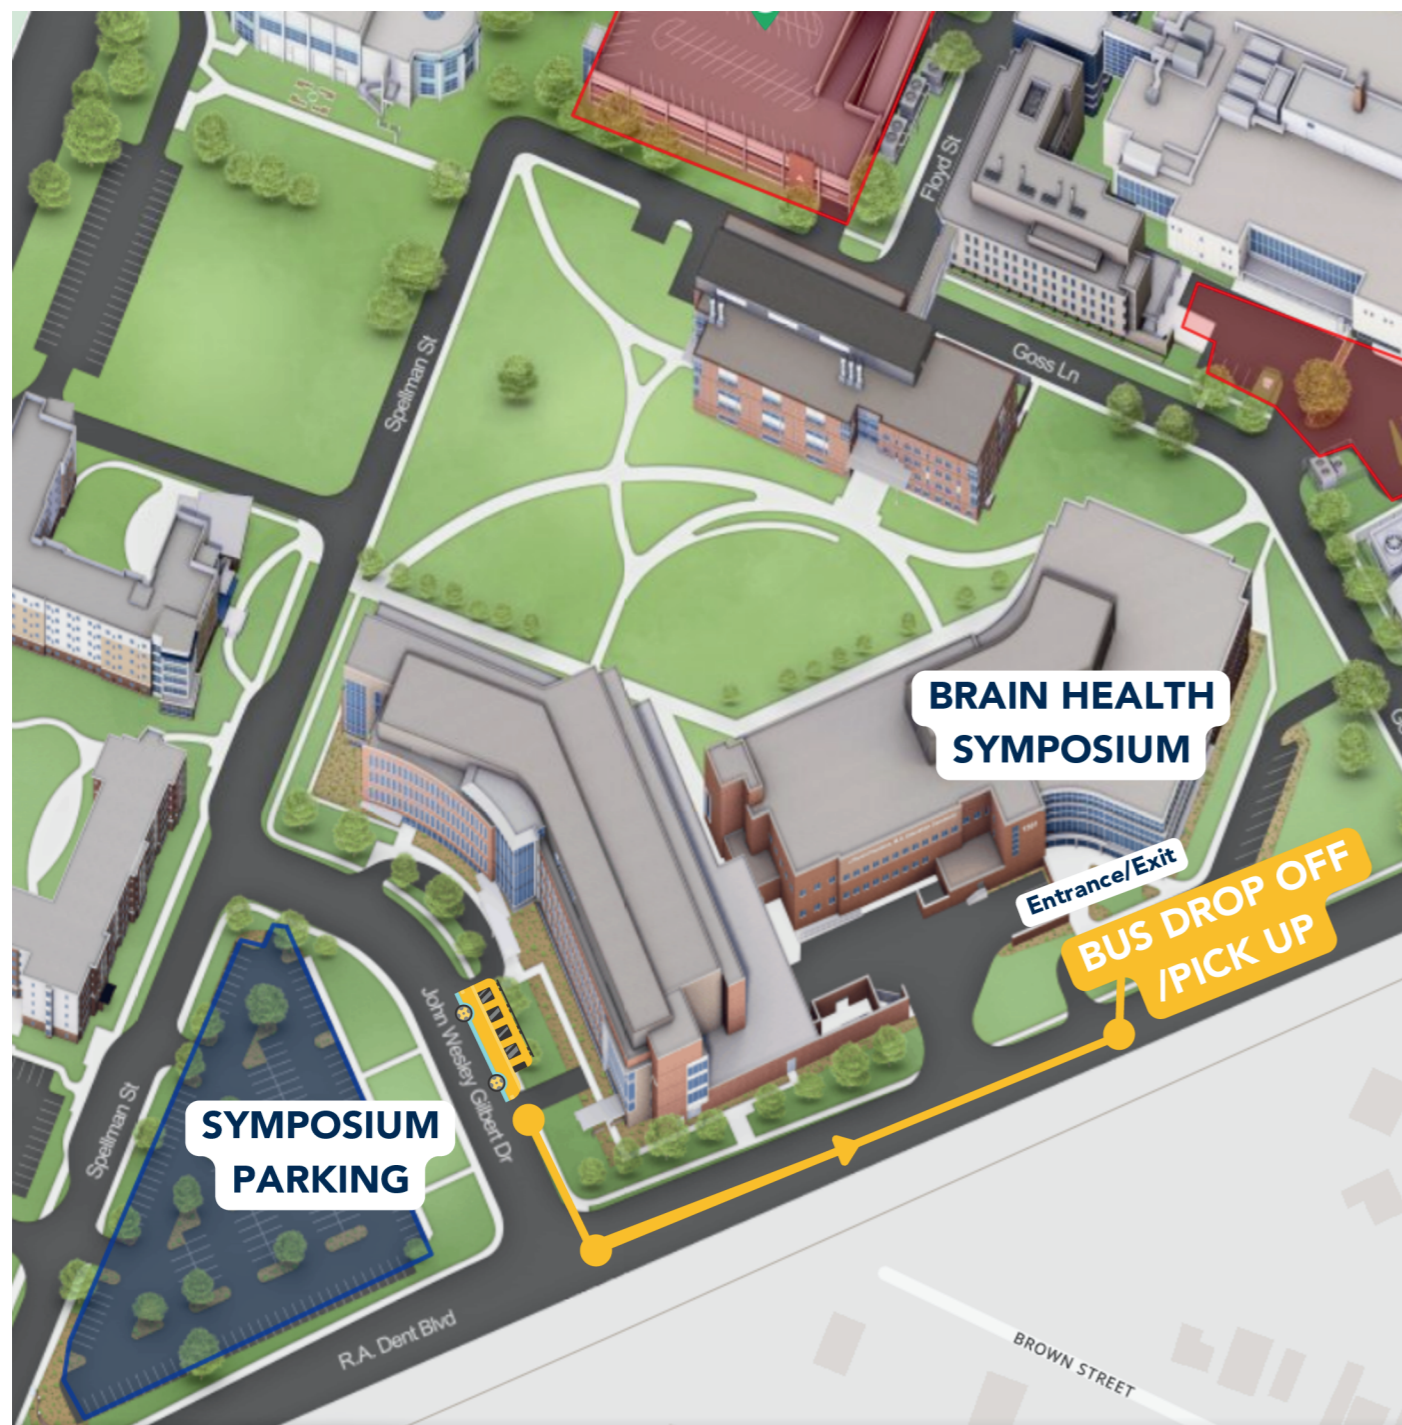 Floyd St
Goss Ln
Spellman St
BRAIN HEALTH
SYMPOSIUM
1301
Entrance/Exit
BUS DROP OFF
/PICK UP
John Wesley Gilbert Dr
Spellman St
SYMPOSIUM
PARKING
R.A. Dent Blvd
BROWN STREET